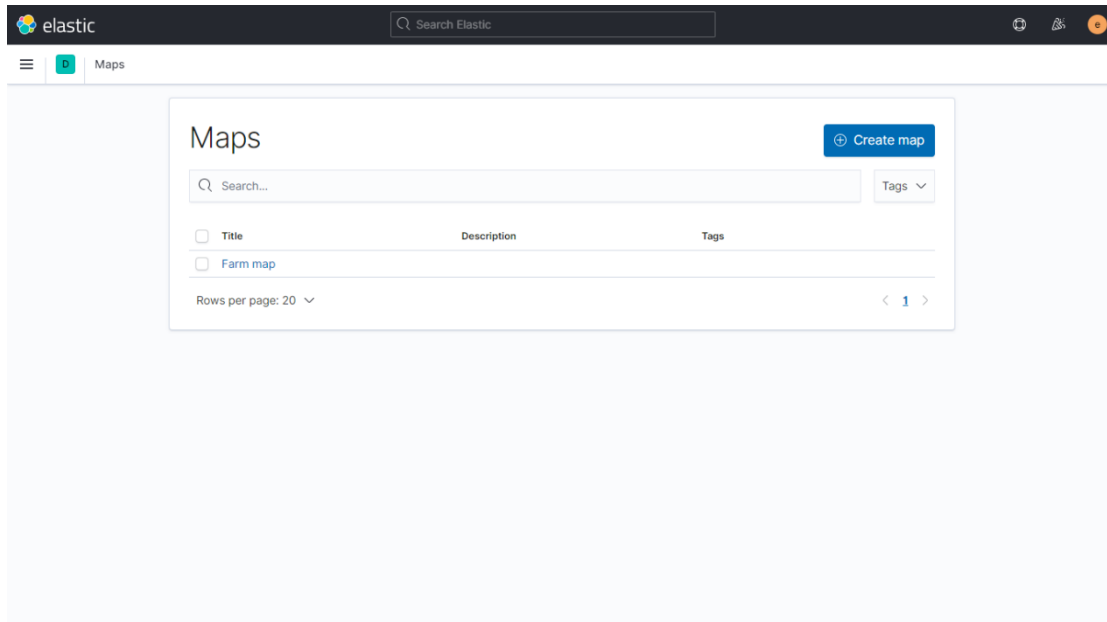 elastic
Search Elastic
e
D
Maps
Maps
Create map
Search...
Tags
Title Description Tags
Farm map
Rows per page: 20
1